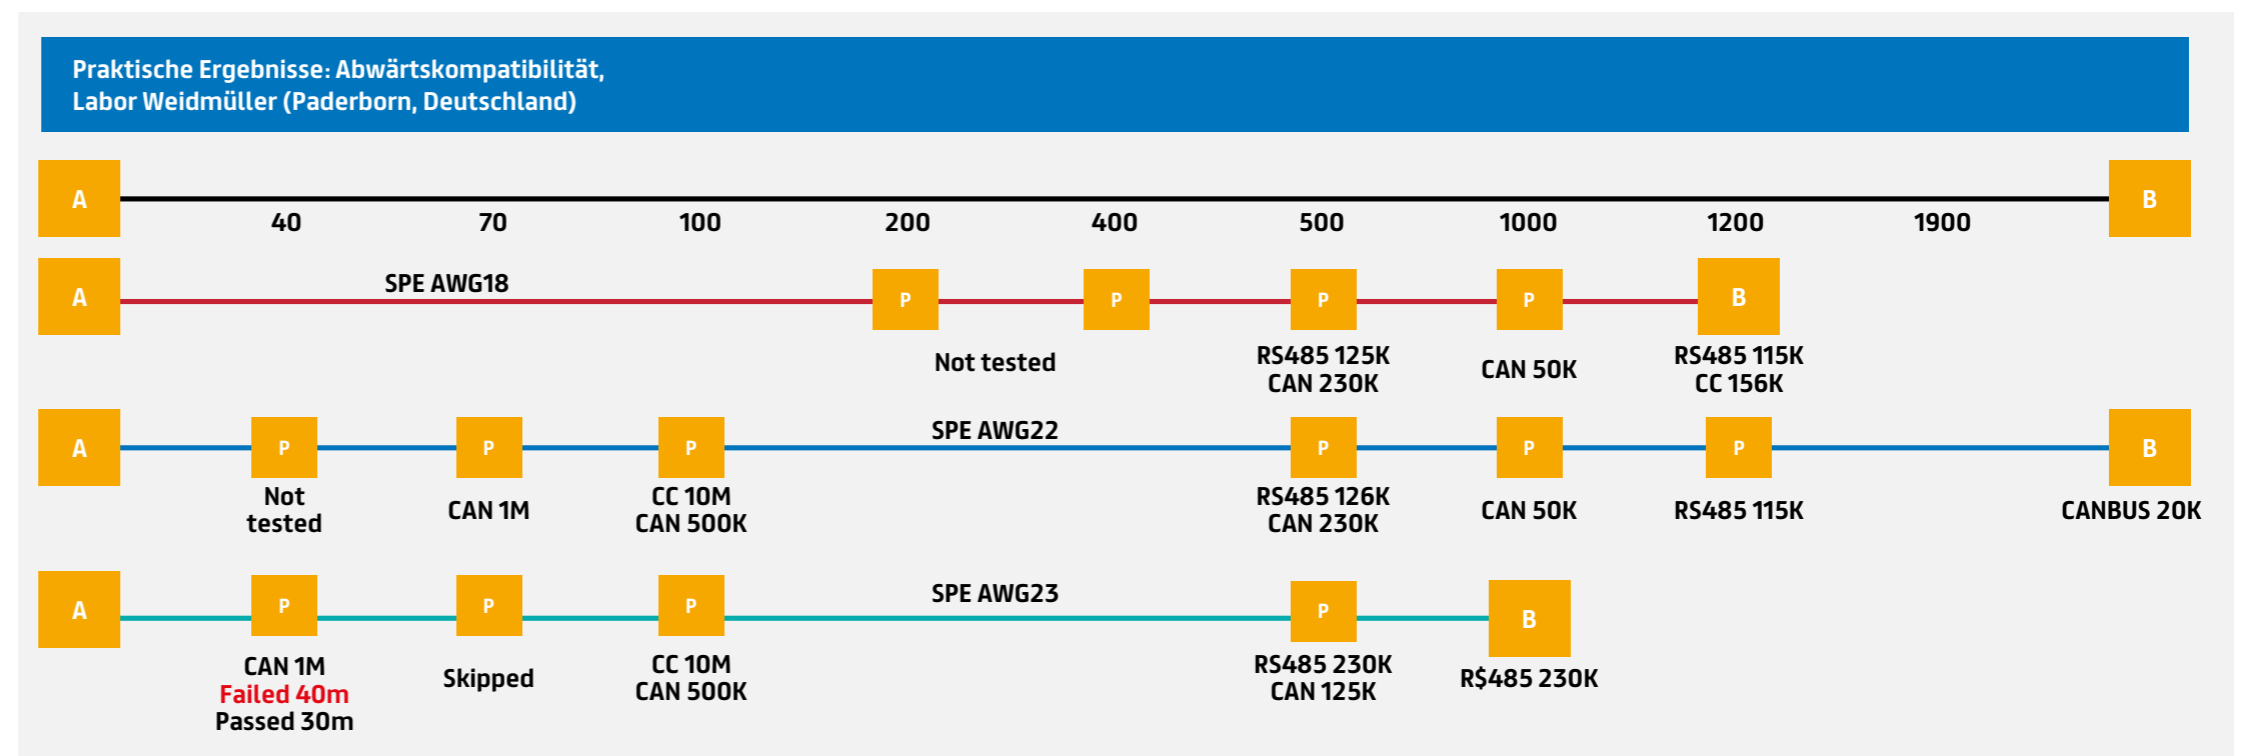 Praktische Ergebnisse: Abwärtskompatibilität,
Labor Weidmüller (Paderborn, Deutschland)
A
B
40
70
100
200
400
500
1000
1200
1900
A
SPE AWG18
P
P
P
P
B
Not tested
RS485 125K
CAN 230K
CAN 50K
RS485 115K
CC 156K
A
P
P
P
SPE AWG22
P
P
P
B
Not
tested
CAN 1M
CC 10M
CAN 500K
RS485 126K
CAN 230K
CAN 50K
RS485 115K
CANBUS 20K
A
P
P
P
SPE AWG23
P
B
CAN 1M
Failed 40m
Passed 30m
Skipped
CC 10M
CAN 500K
RS485 230K
CAN 125K
R$485 230K